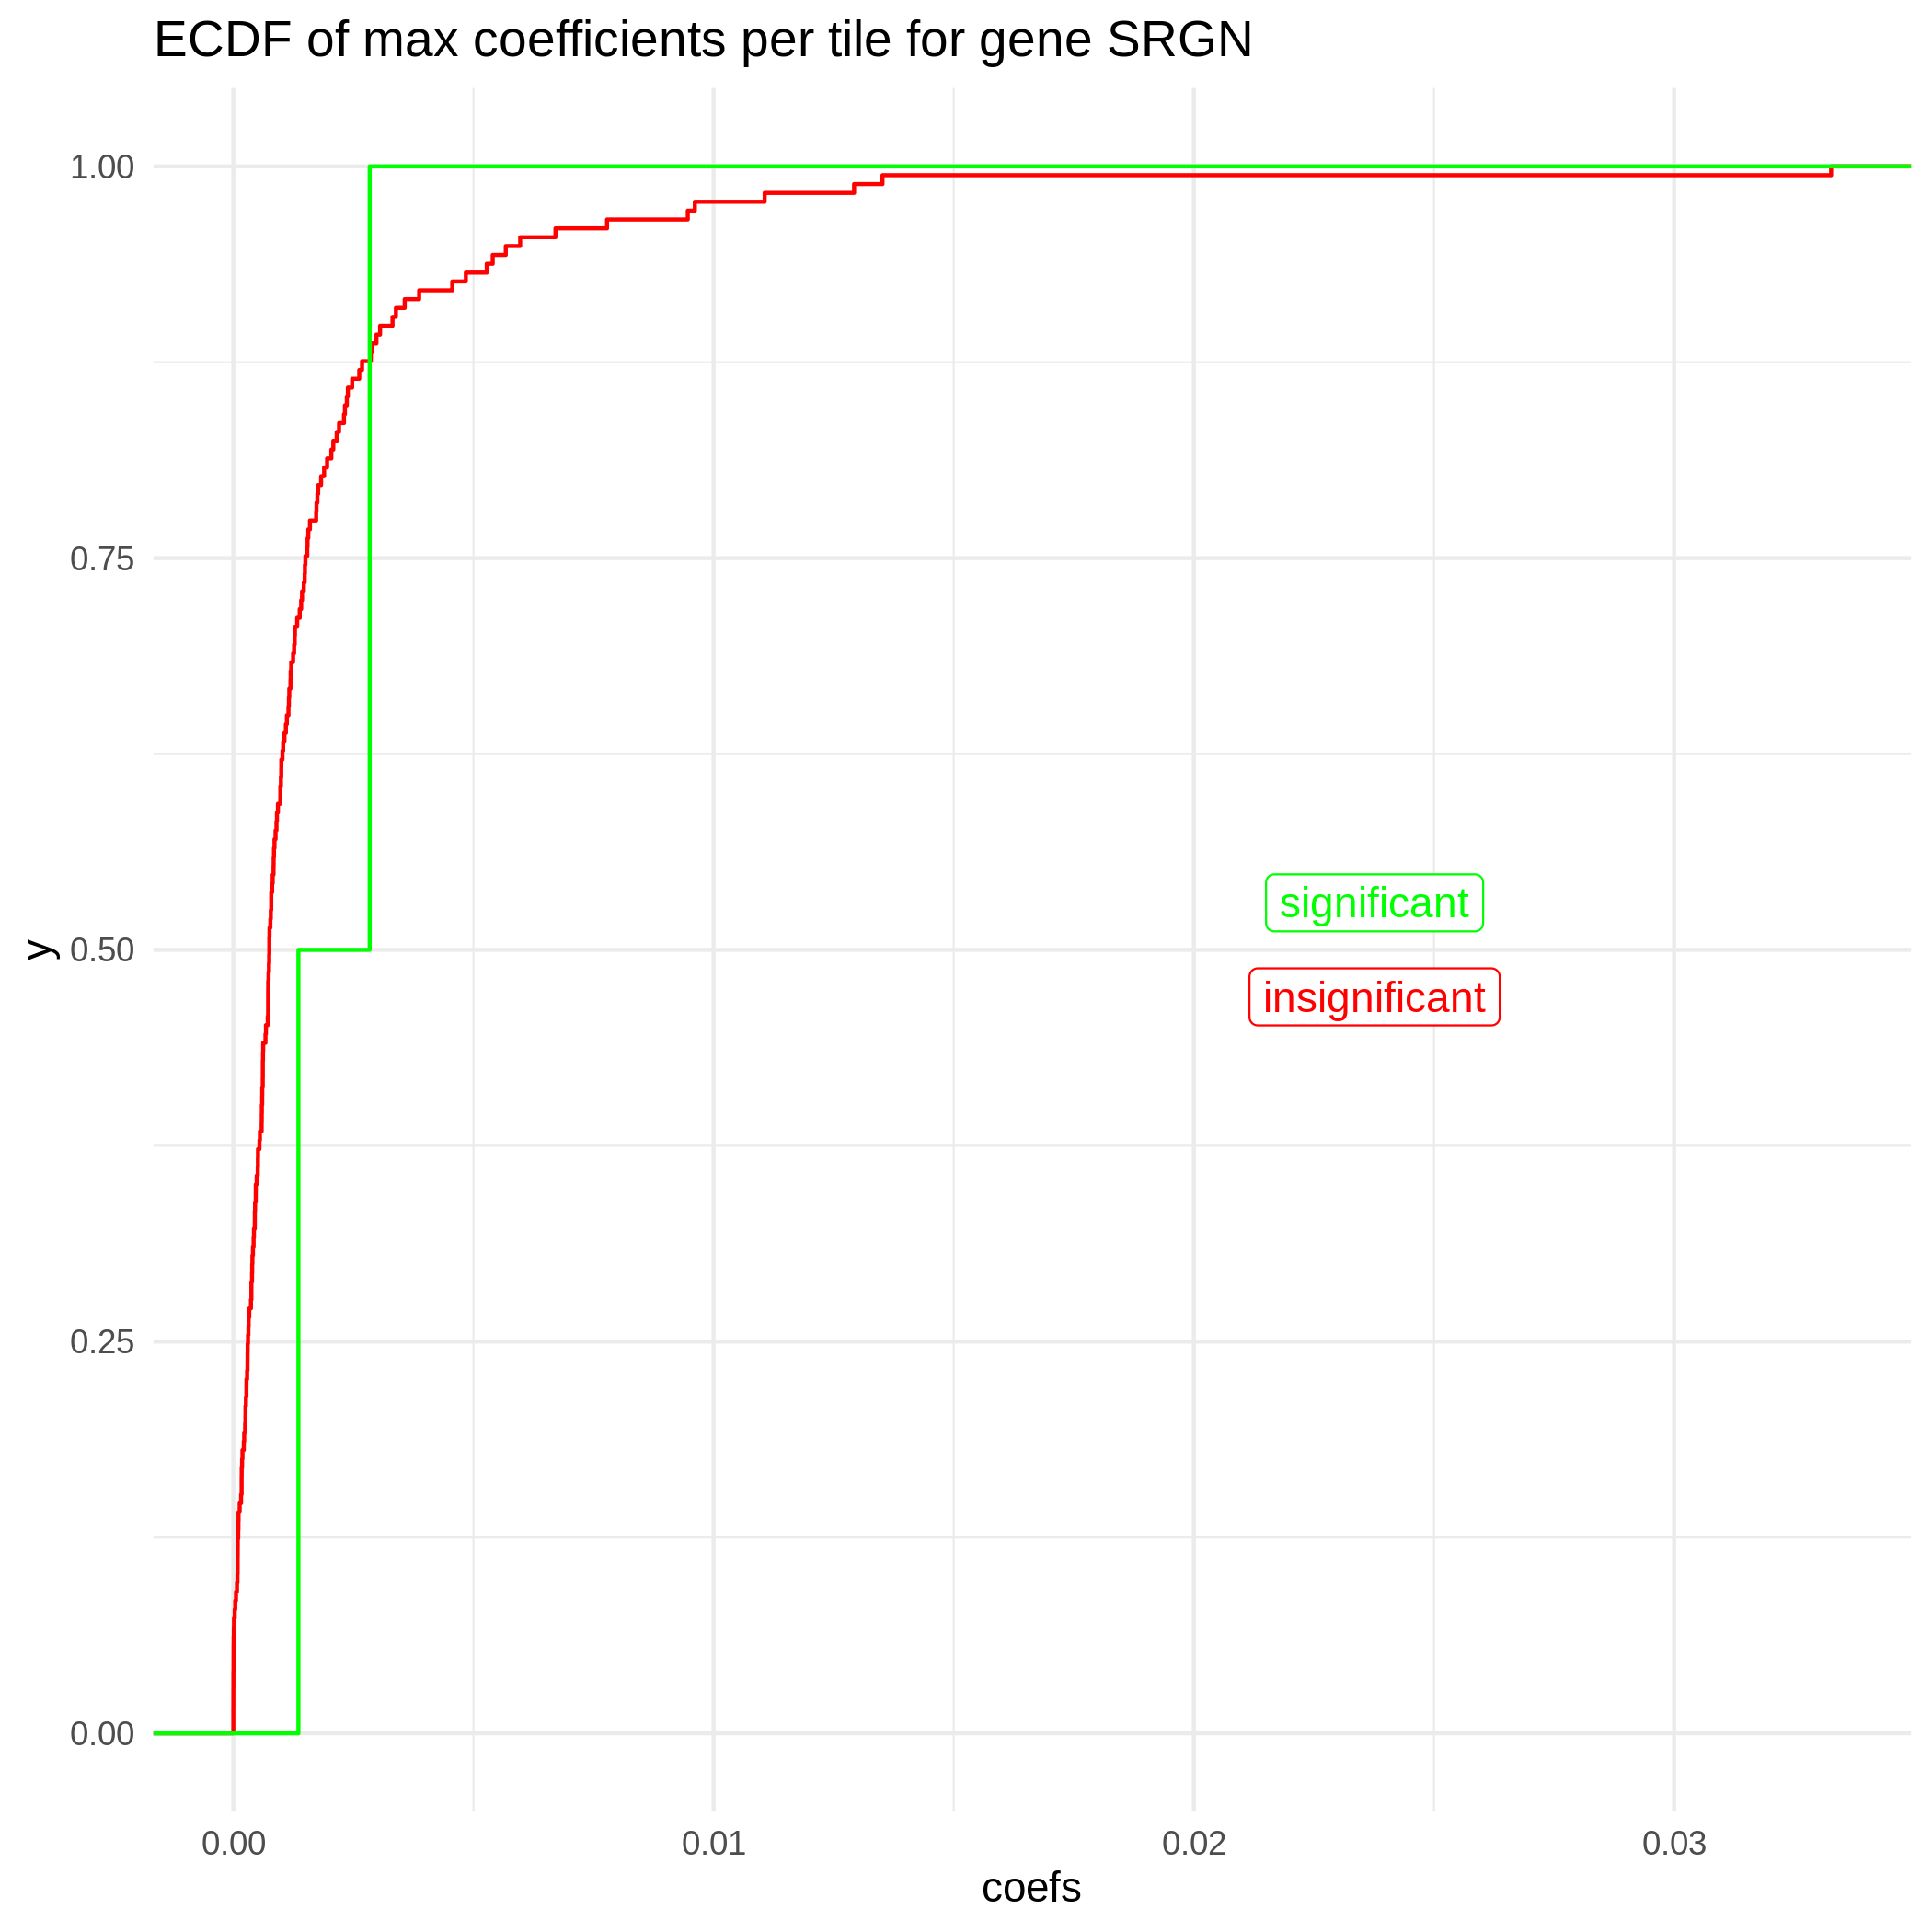 ECDF of max coefficients per tile for gene SRGN
1.00
0.75
y
0.50
0.25
0.00
significant
insignificant
0.00
0.01
0.02
0.03
coefs